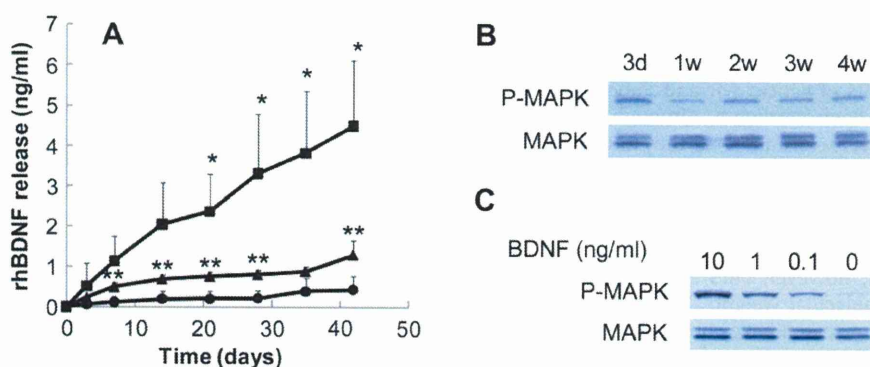 A
rhBDNF release (ng/ml)
7
6
5
4
3
2
1
0
* * * * *
** ** ** ** **
0 10 20 30 40 50
Time (days)
B
3d 1w 2w 3w 4w
P-MAPK
MAPK
C
BDNF (ng/ml)
10 1 0.1 0
P-MAPK
MAPK